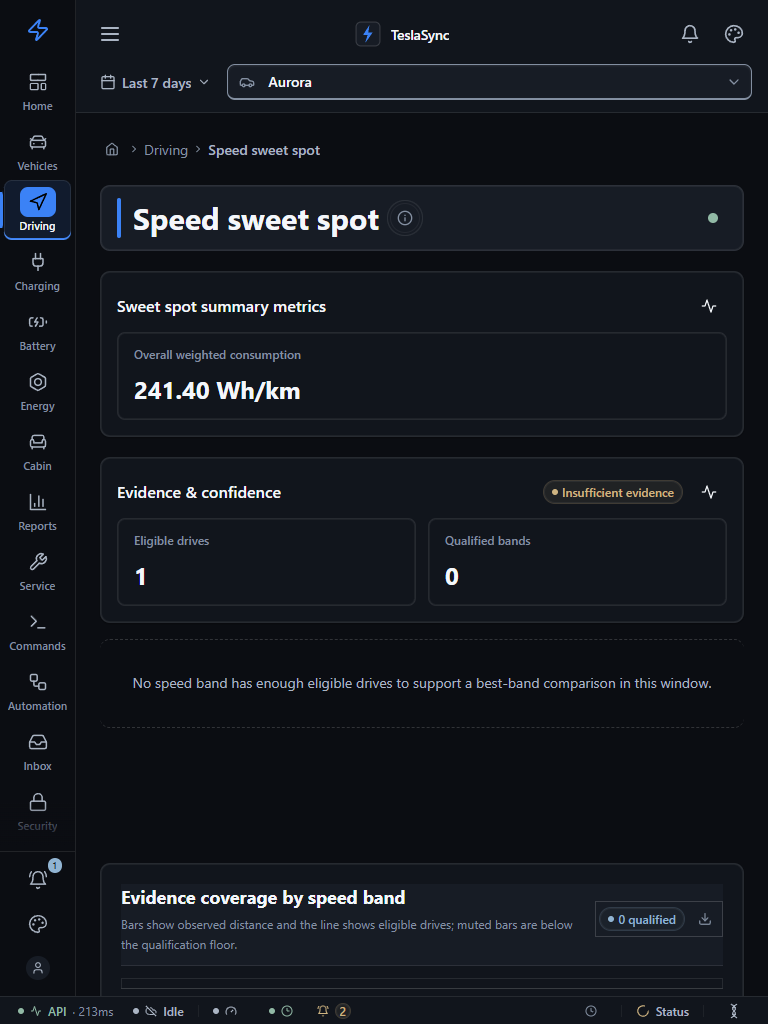 TeslaSync
Last 7 days
Aurora
Home
Vehicles
Driving
Charging
Battery
Energy
Cabin
Reports
Service
Commands
Automation
Inbox
Security
1
Driving
Speed sweet spot
Speed sweet spot
Sweet spot summary metrics
Overall weighted consumption
241.40 Wh/km
Evidence & confidence
Insufficient evidence
Eligible drives
1
Qualified bands
0
No speed band has enough eligible drives to support a best-band comparison in this window.
Evidence coverage by speed band
Bars show observed distance and the line shows eligible drives; muted bars are below
the qualification floor.
0 qualified
API · 213ms
Idle
2
Status